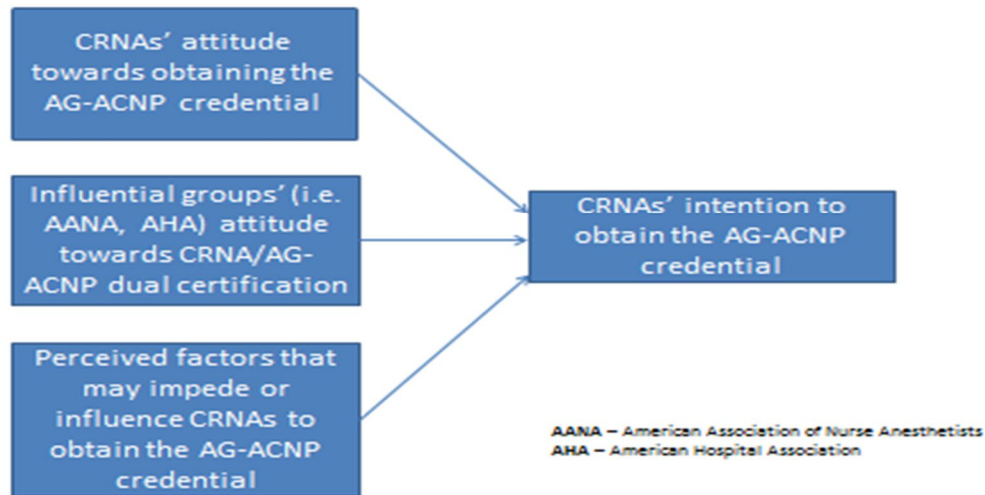 CRNAs’ attitude
towards obtaining the
AG-ACNP credential
Influential groups’ (i.e.
AANA, AHA) attitude
towards CRNA/AG-
ACNP dual certification
Perceived factors that
may impede or
influence CRNAs to
obtain the AG-ACNP
credential
CRNAs’ intention to
obtain the AG-ACNP
credential
AANA – American Association of Nurse Anesthetists
AHA – American Hospital Association